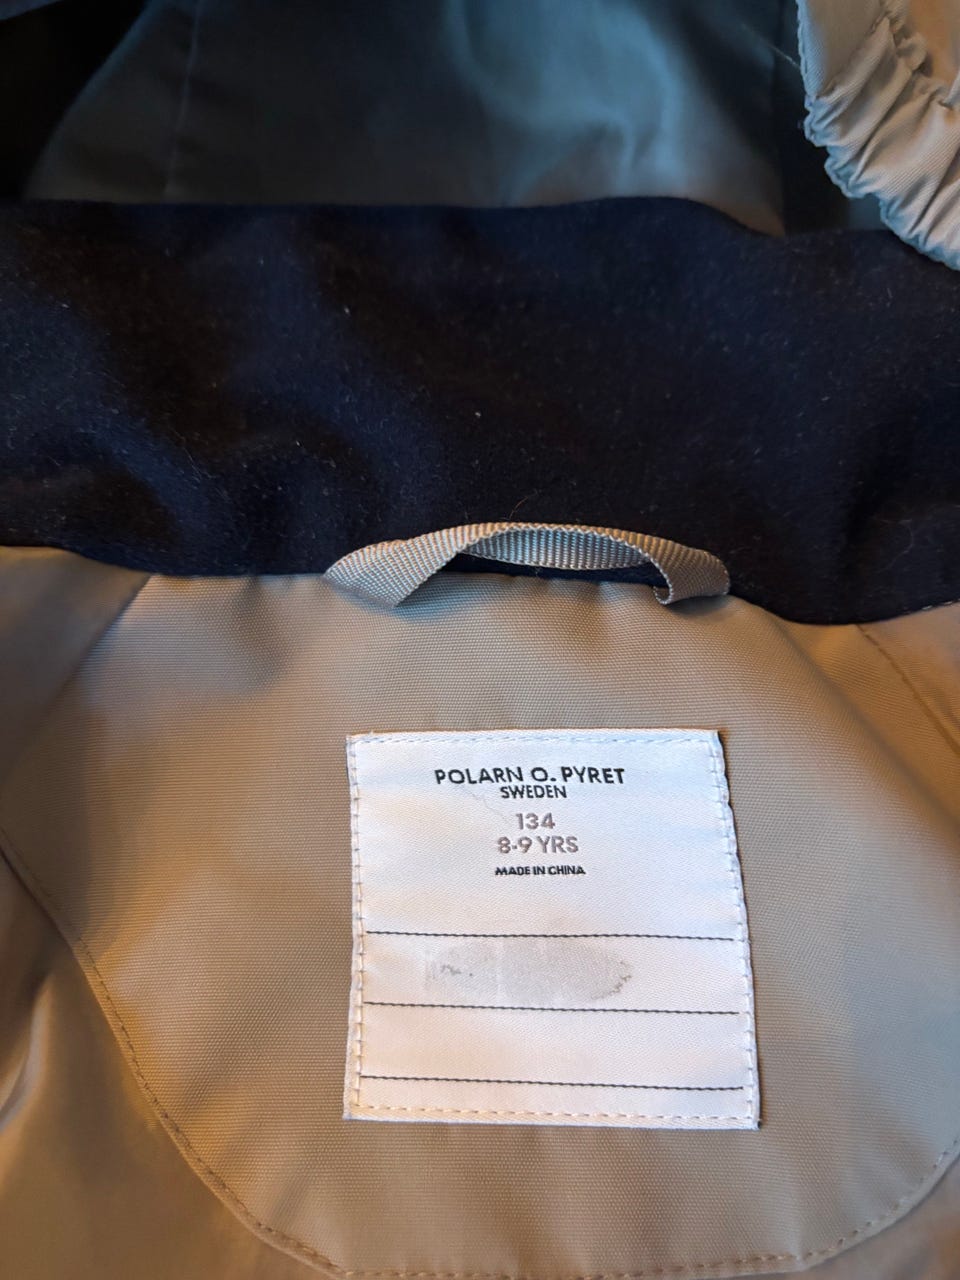 POLARN O. PYRET
SWEDEN
134
8-9 YRS
MADE IN CHINA